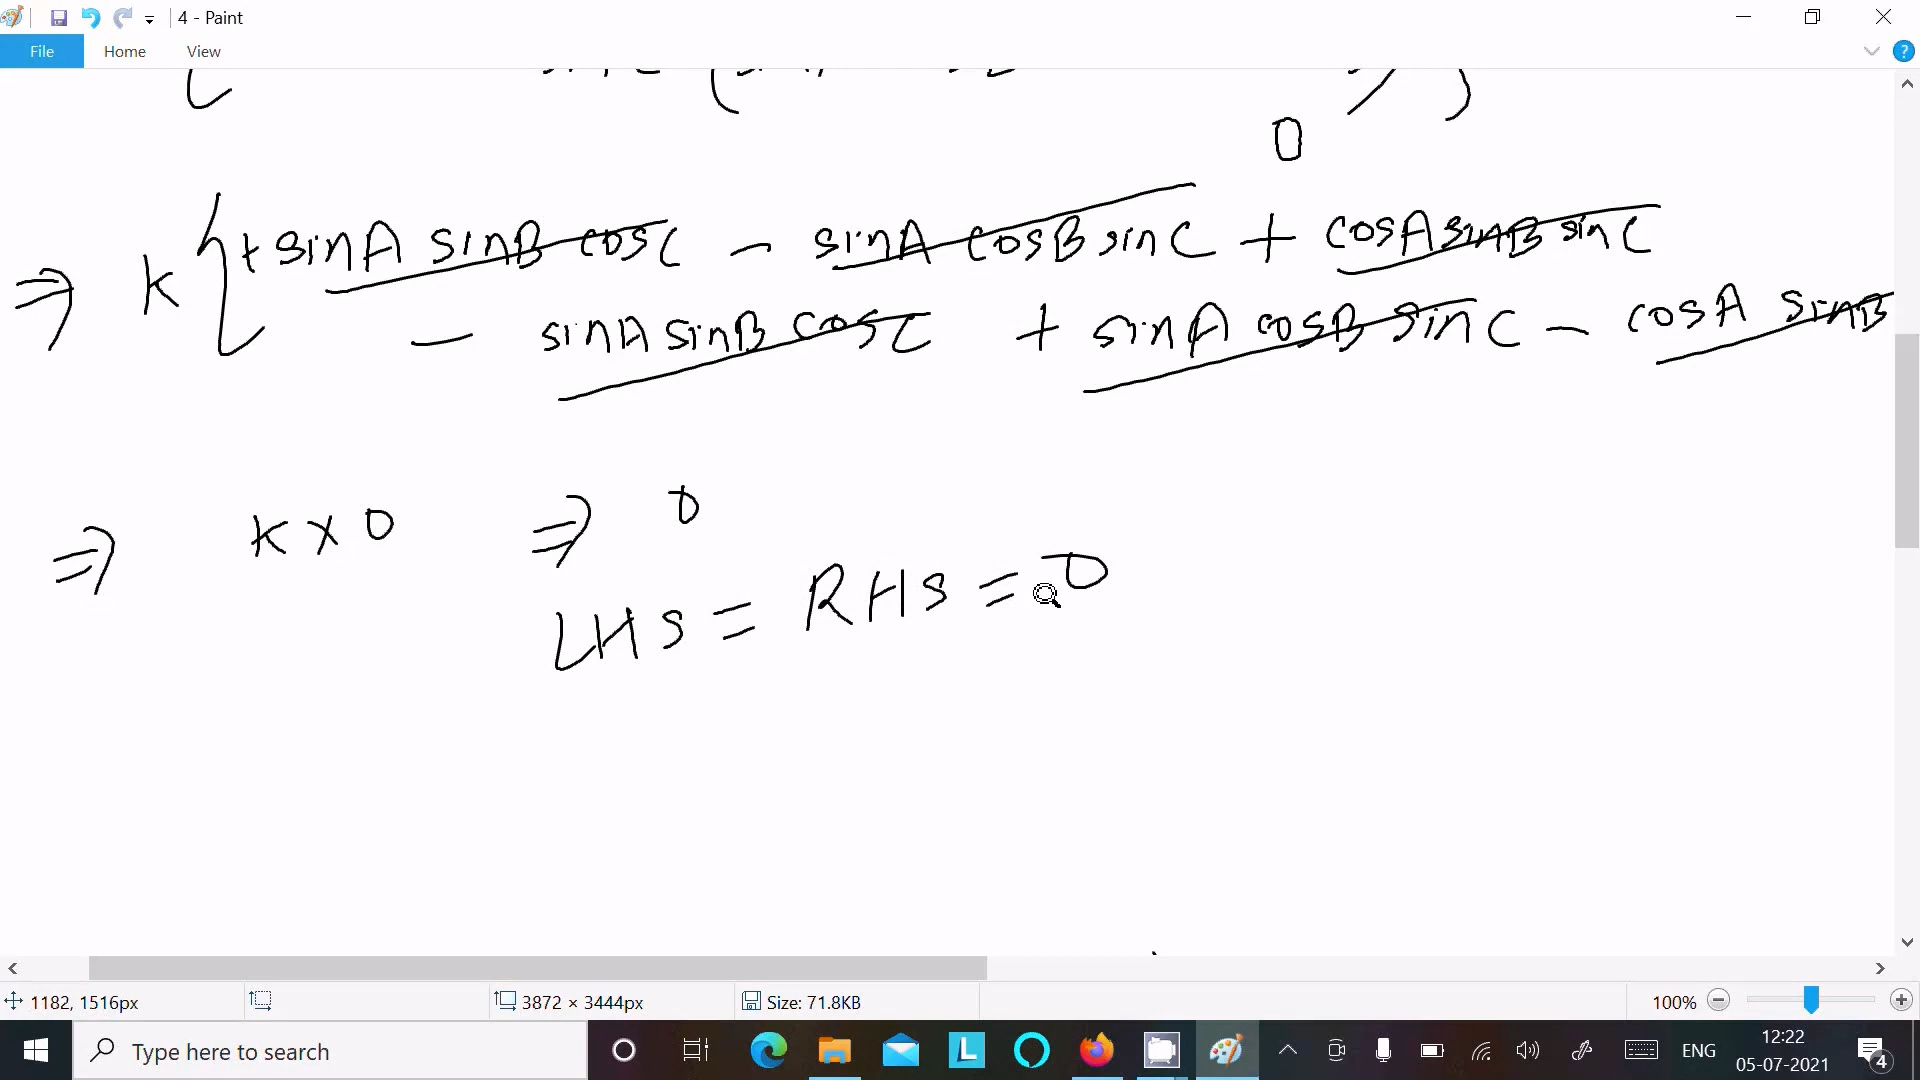 4 - Paint
File Home View
0
⇒ K { + sinA sinB cosC - sinA cosB sinC + cosA sinB sinC
- sinA sinB cosC + sinA cosB sinC - cosA sinB
⇒ K × 0 ⇒ 0
LHS = RHS = 0
1182, 1516px 3872 × 3444px Size: 71.8KB 100%
Type here to search
L
ENG
12:22
05-07-2021
4